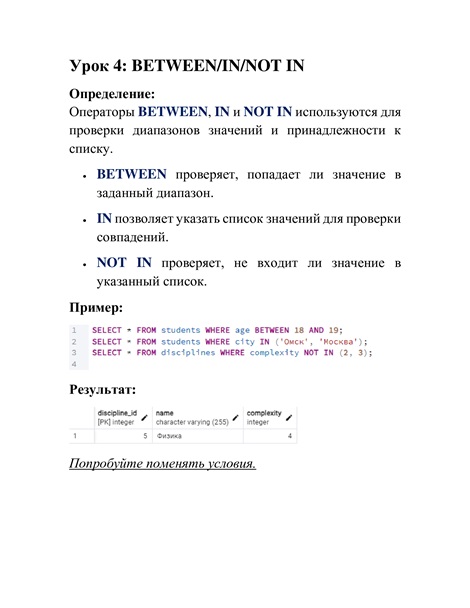 Урок 4: BETWEEN/IN/NOT IN
Определение:
Операторы BETWEEN, IN и NOT IN используются для
проверки диапазонов значений и принадлежности к
списку.
• BETWEEN проверяет, попадает ли значение в
заданный диапазон.
• IN позволяет указать список значений для проверки
совпадений.
• NOT IN проверяет, не входит ли значение в
указанный список.
Пример:
1 SELECT * FROM students WHERE age BETWEEN 18 AND 19;
2 SELECT * FROM students WHERE city IN ('Омск', 'Москва');
3 SELECT * FROM disciplines WHERE complexity NOT IN (2, 3);
4
Результат:
discipline_id name complexity
[PK] integer character varying (255) integer
1 5 Физика 4
Попробуйте поменять условия.